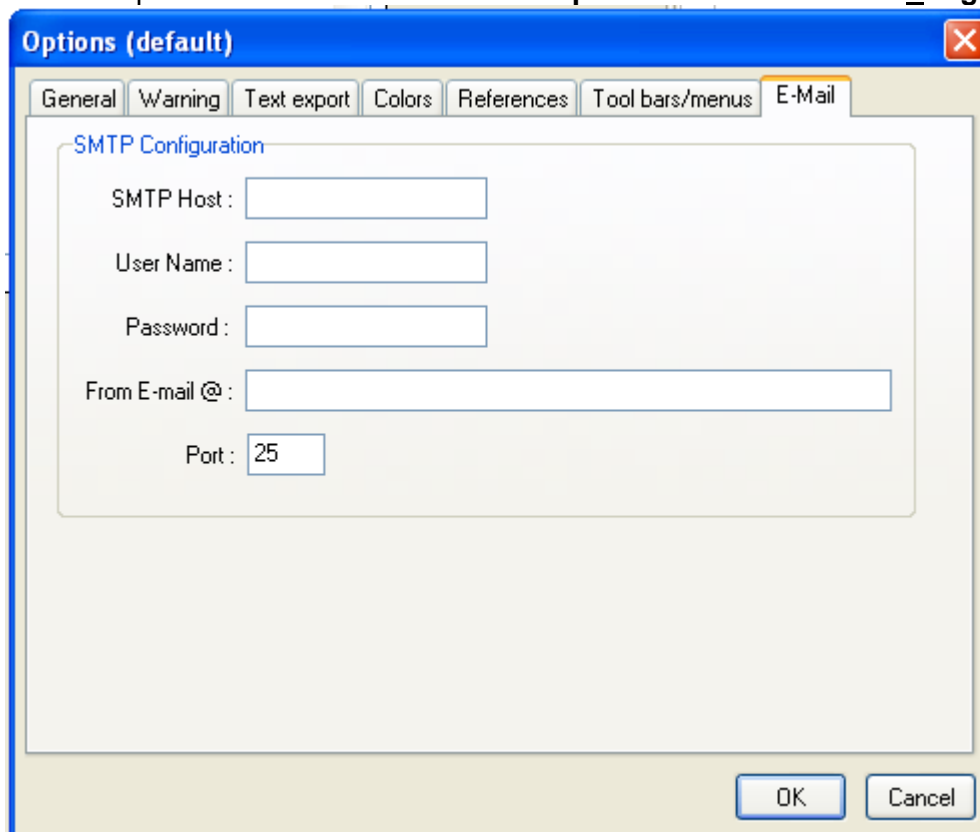 Options (default)
General Warning Text export Colors References Tool bars/menus E-Mail
SMTP Configuration
SMTP Host :
User Name :
Password :
From E-mail @ :
Port : 25
OK Cancel